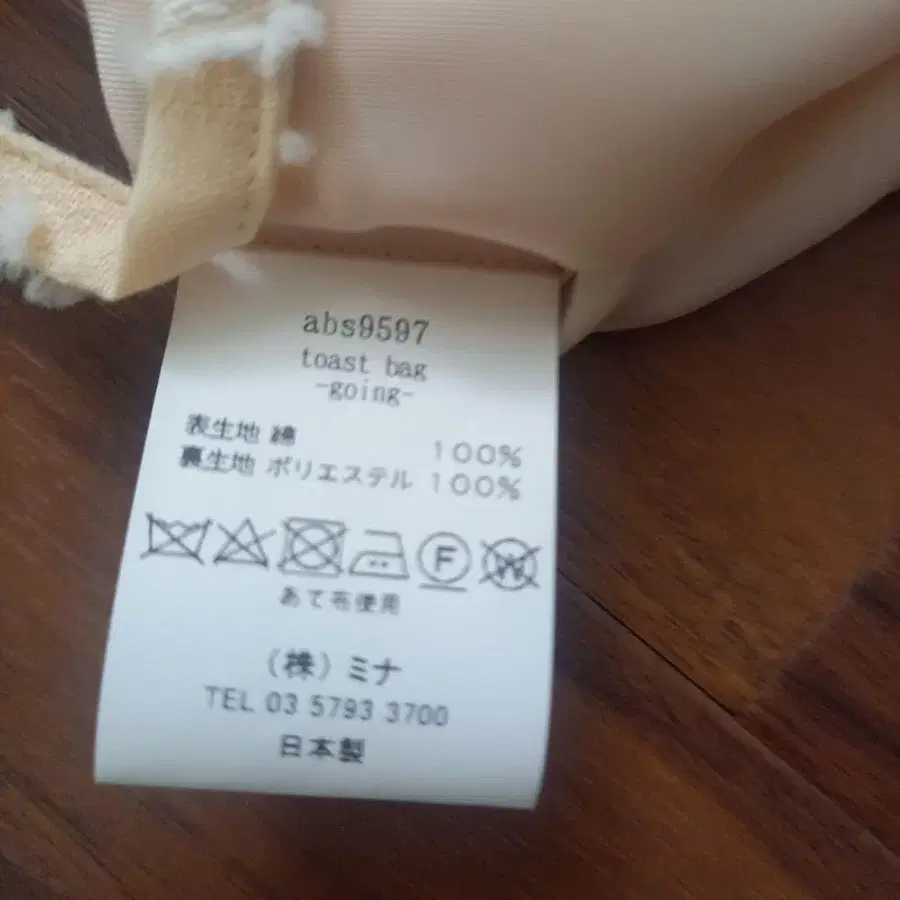 abs9597
toast bag
-going-
表生地 綿 100%
裏生地 ポリエステル 100%
F W
あて布使用
(株)ミナ
TEL 03 5793 3700
日本製